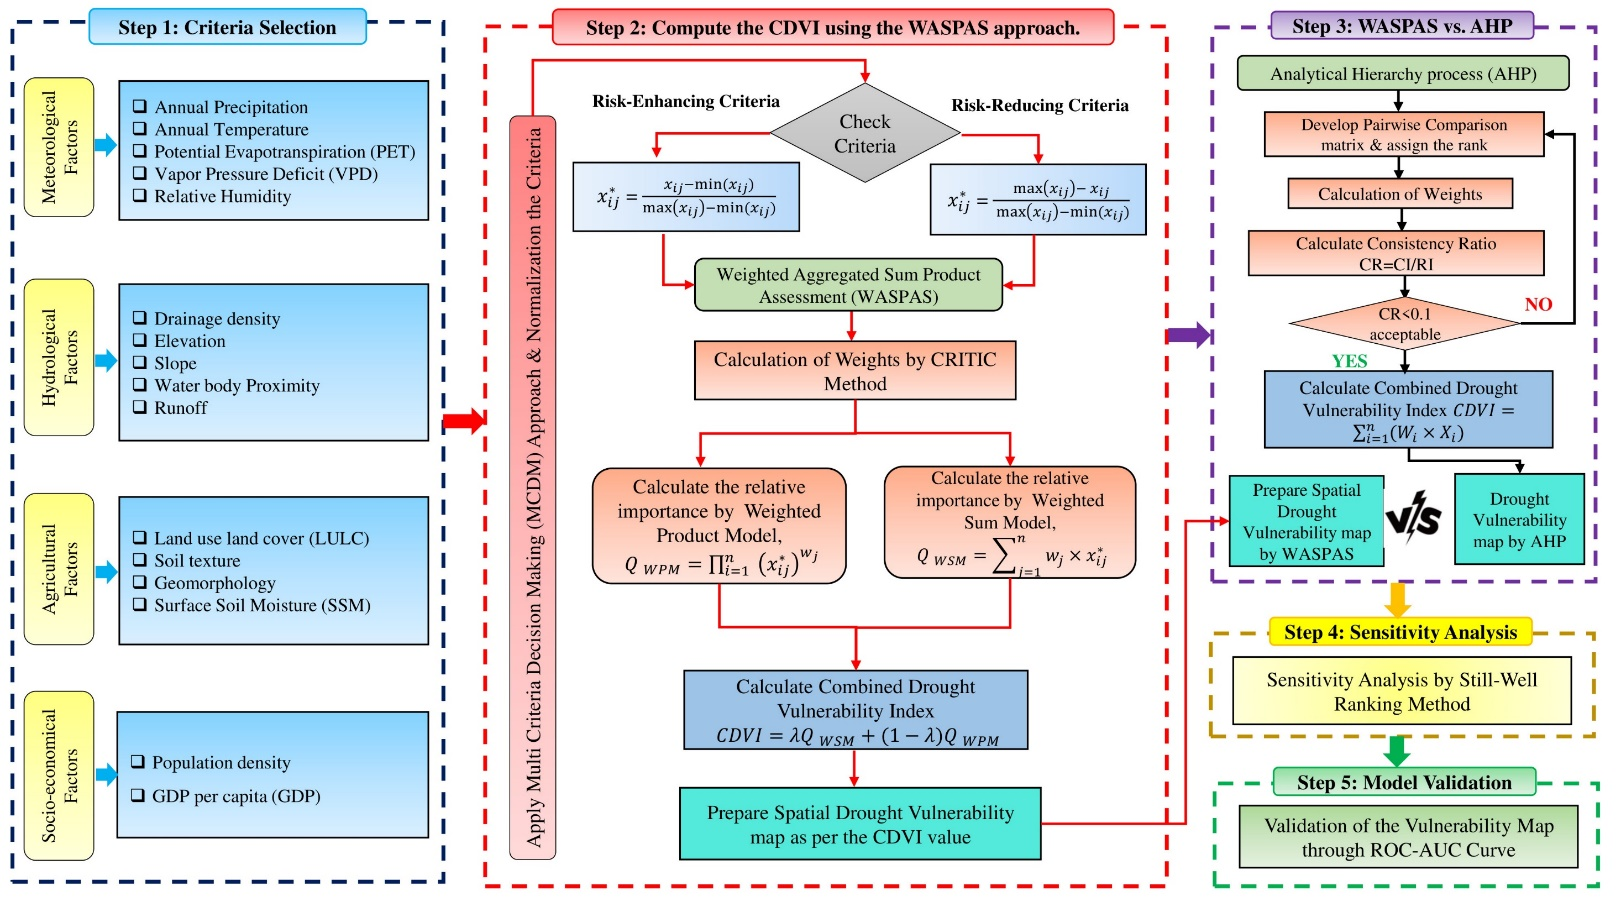 Step 1: Criteria Selection
Meteorological
Factors
❑ Annual Precipitation
❑ Annual Temperature
❑ Potential Evapotranspiration (PET)
❑ Vapor Pressure Deficit (VPD)
❑ Relative Humidity
Hydrological
Factors
❑ Drainage density
❑ Elevation
❑ Slope
❑ Water body Proximity
❑ Runoff
Agricultural
Factors
❑ Land use land cover (LULC)
❑ Soil texture
❑ Geomorphology
❑ Surface Soil Moisture (SSM)
Socio-economical
Factors
❑ Population density
❑ GDP per capita (GDP)
Step 2: Compute the CDVI using the WASPAS approach.
Apply Multi Criteria Decision Making (MCDM) Approach & Normalization the Criteria
Check
Criteria
Risk-Enhancing Criteria
Risk-Reducing Criteria
x*ij = (xij−min(xij)) / (max(xij)−min(xij))
x*ij = (max(xij)− xij) / (max(xij)−min(xij))
Weighted Aggregated Sum Product
Assessment (WASPAS)
Calculation of Weights by CRITIC
Method
Calculate the relative
importance by Weighted
Product Model,
Q WPM = ∏ⁿi=1 (x*ij)^wj
Calculate the relative
importance by Weighted
Sum Model,
Q WSM = ∑ⁿj=1 wj × x*ij
Calculate Combined Drought
Vulnerability Index
CDVI = λQ WSM + (1 − λ)Q WPM
Prepare Spatial Drought Vulnerability
map as per the CDVI value
Step 3: WASPAS vs. AHP
Analytical Hierarchy process (AHP)
Develop Pairwise Comparison
matrix & assign the rank
Calculation of Weights
Calculate Consistency Ratio
CR=CI/RI
CR<0.1
acceptable
NO
YES
Calculate Combined Drought
Vulnerability Index CDVI =
∑ⁿi=1(Wi × Xi)
Prepare Spatial
Drought
Vulnerability map
by WASPAS
V/S
Drought
Vulnerability
map by AHP
Step 4: Sensitivity Analysis
Sensitivity Analysis by Still-Well
Ranking Method
Step 5: Model Validation
Validation of the Vulnerability Map
through ROC-AUC Curve